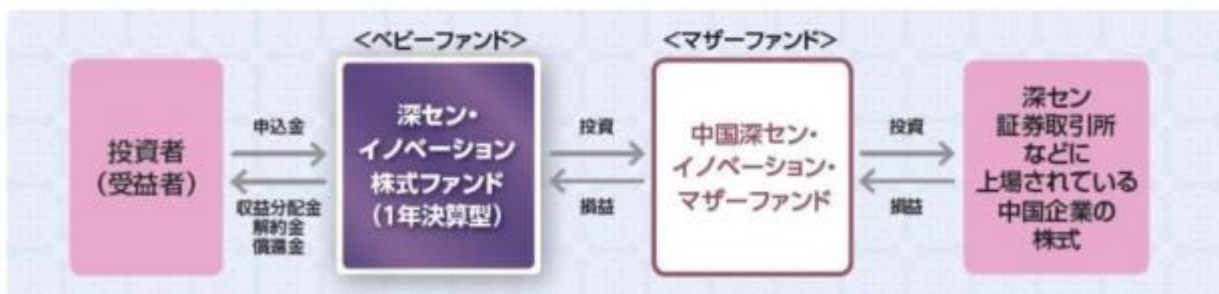 <ベビーファンド>
<マザーファンド>
投資者
(受益者)
申込金
収益分配金
解約金
償還金
深セン・
イノベーション
株式ファンド
(1年決算型)
投資
損益
中国深セン・
イノベーション・
マザーファンド
投資
損益
深セン
証券取引所
などに
上場されている
中国企業の
株式